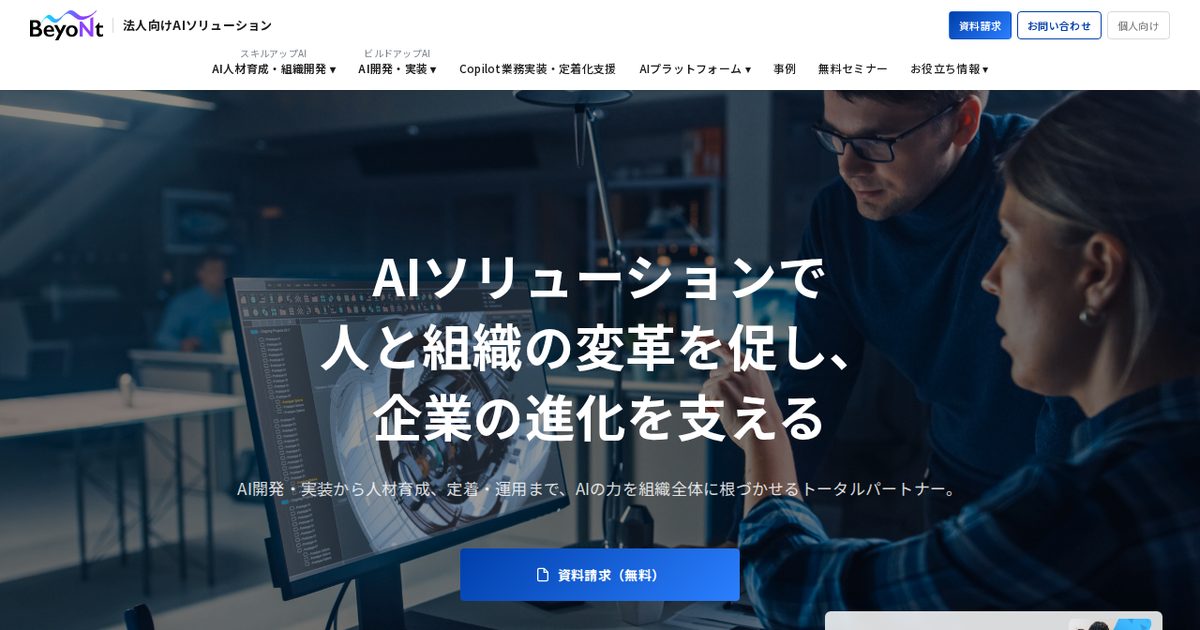 BeyoNt
法人向けAIソリューション
資料請求
お問い合わせ
個人向け
スキルアップAI
AI人材育成・組織開発 ▾
ビルドアップAI
AI開発・実装 ▾
Copilot業務実装・定着化支援
AIプラットフォーム ▾
事例
無料セミナー
お役立ち情報 ▾
AIソリューションで
人と組織の変革を促し、
企業の進化を支える
AI開発・実装から人材育成、定着・運用まで、AIの力を組織全体に根づかせるトータルパートナー。
資料請求（無料）